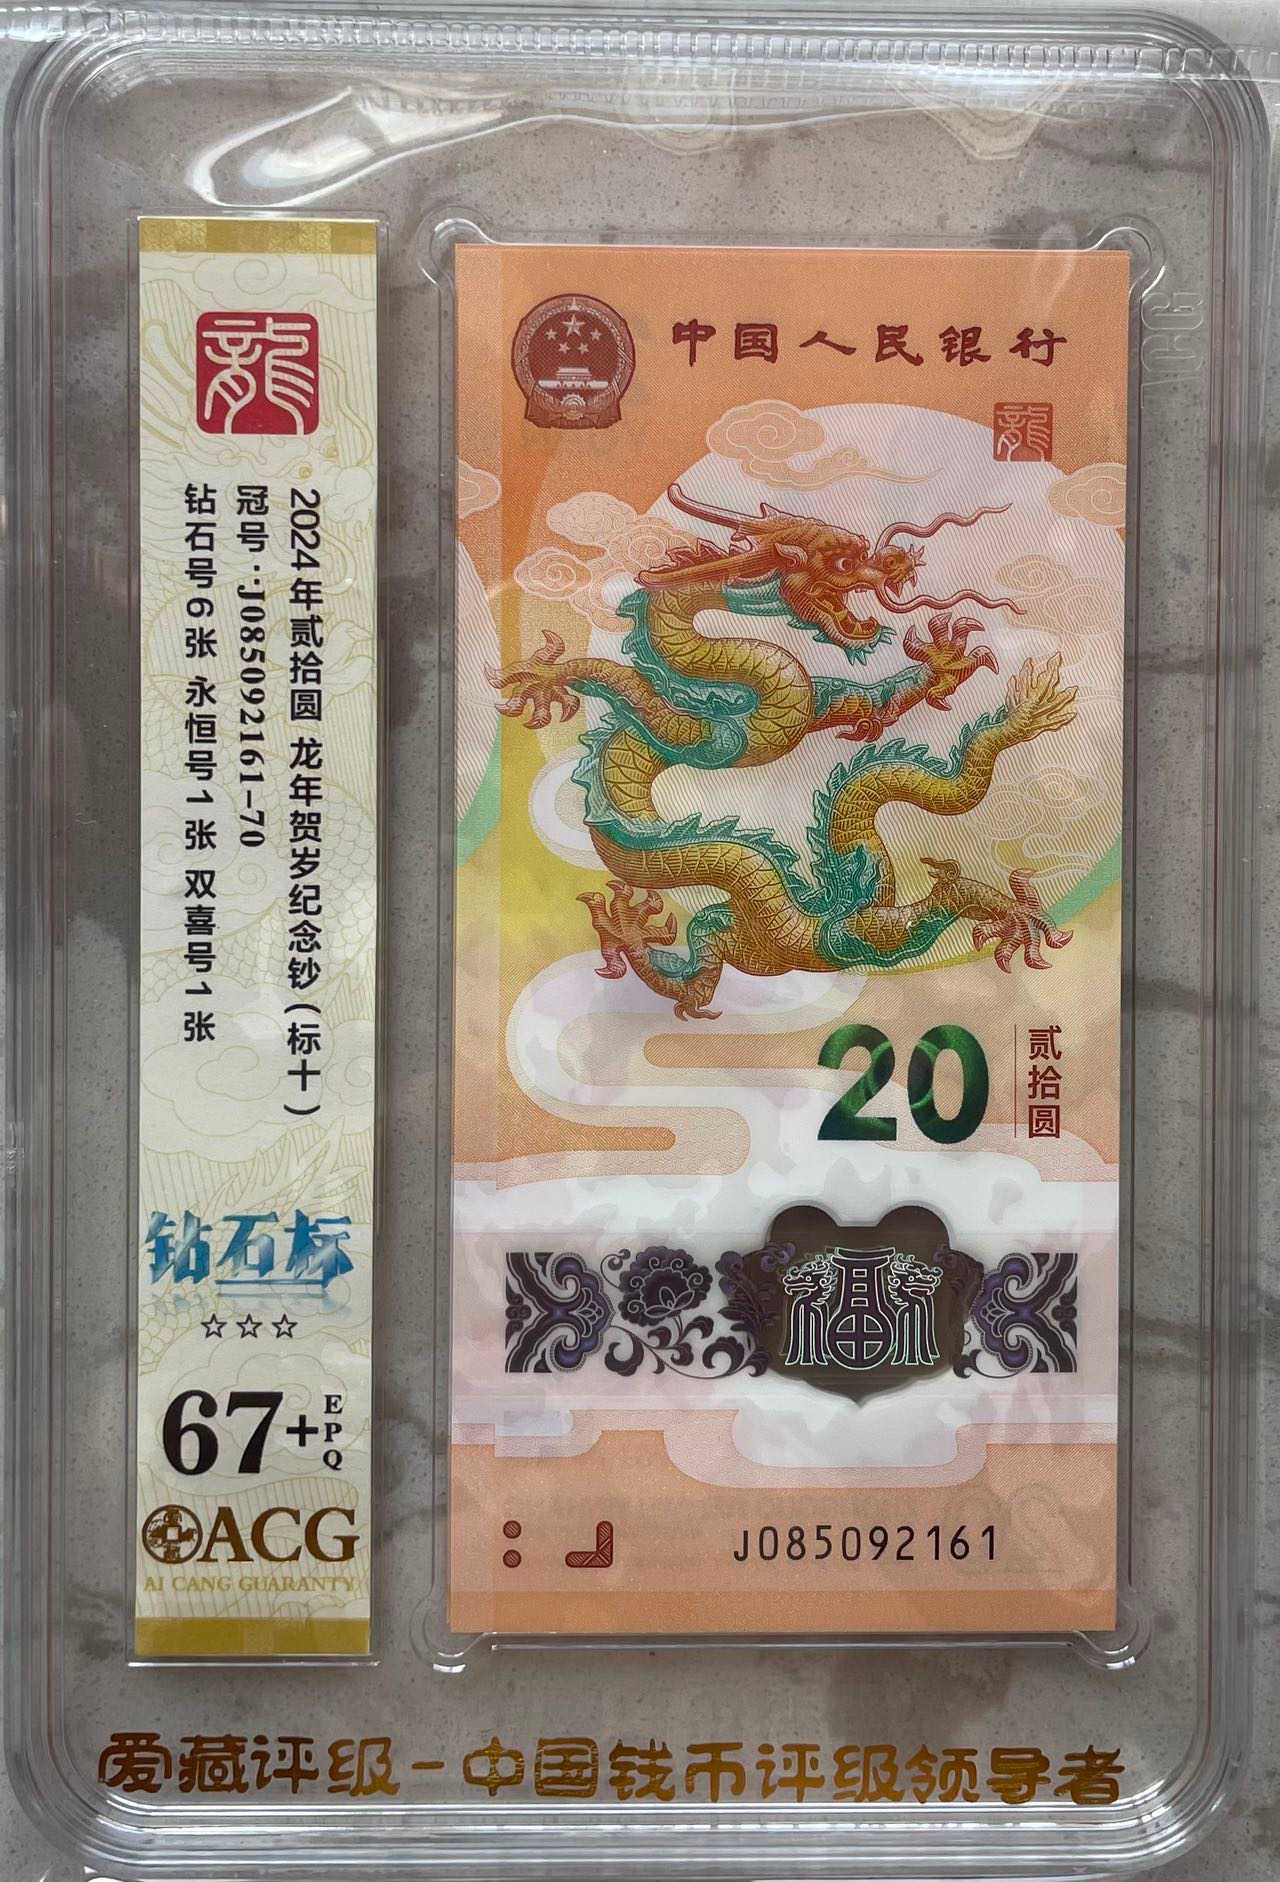 龍
2024年贰拾圆 龙年贺岁纪念钞(标十)
冠号·J085092161-70
钻石号6张 永恒号1张 双喜号1张
钻石标
☆☆☆
67+EPQ
ACG
AI CANG GUARANTY
中国人民银行
龍
20
贰拾圆
福
J085092161
ACG
爱藏评级-中国钱币评级领导者